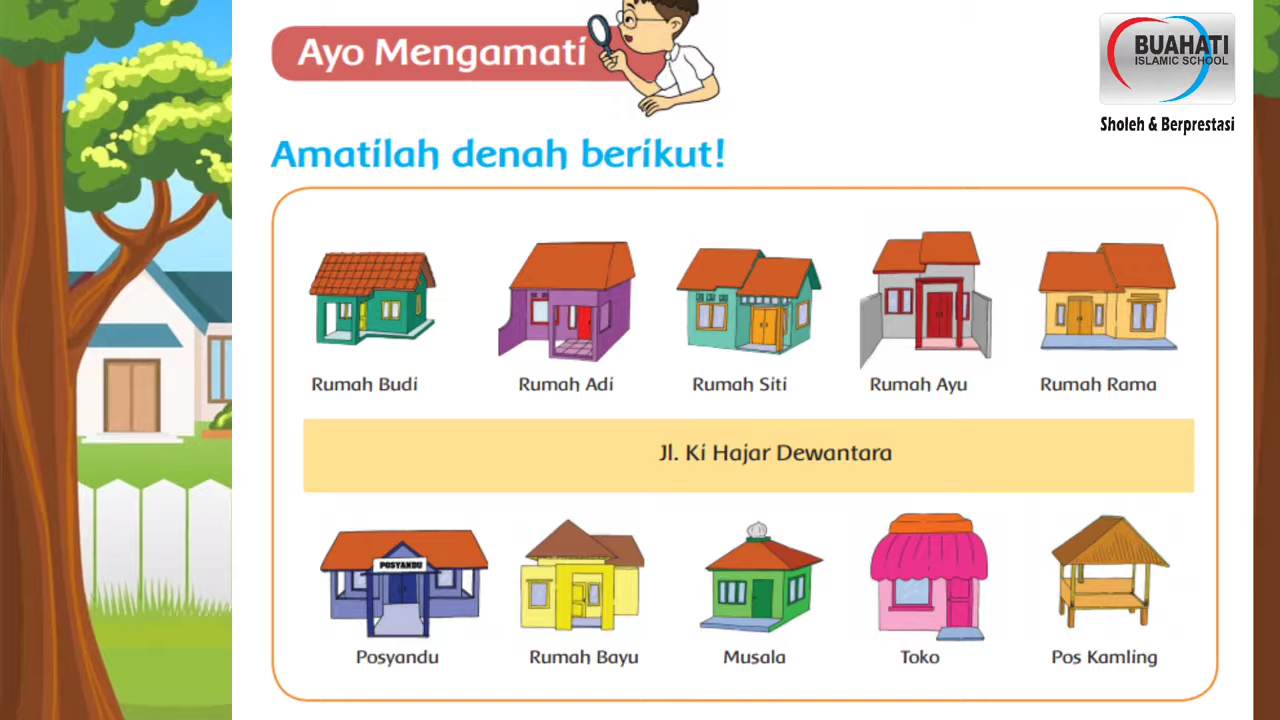 Ayo Mengamati
BUAHATI
ISLAMIC SCHOOL
Sholeh & Berprestasi
Amatilah denah berikut!
Rumah Budi
Rumah Adi
Rumah Siti
Rumah Ayu
Rumah Rama
Jl. Ki Hajar Dewantara
POSYANDU
Posyandu
Rumah Bayu
Musala
Toko
Pos Kamling